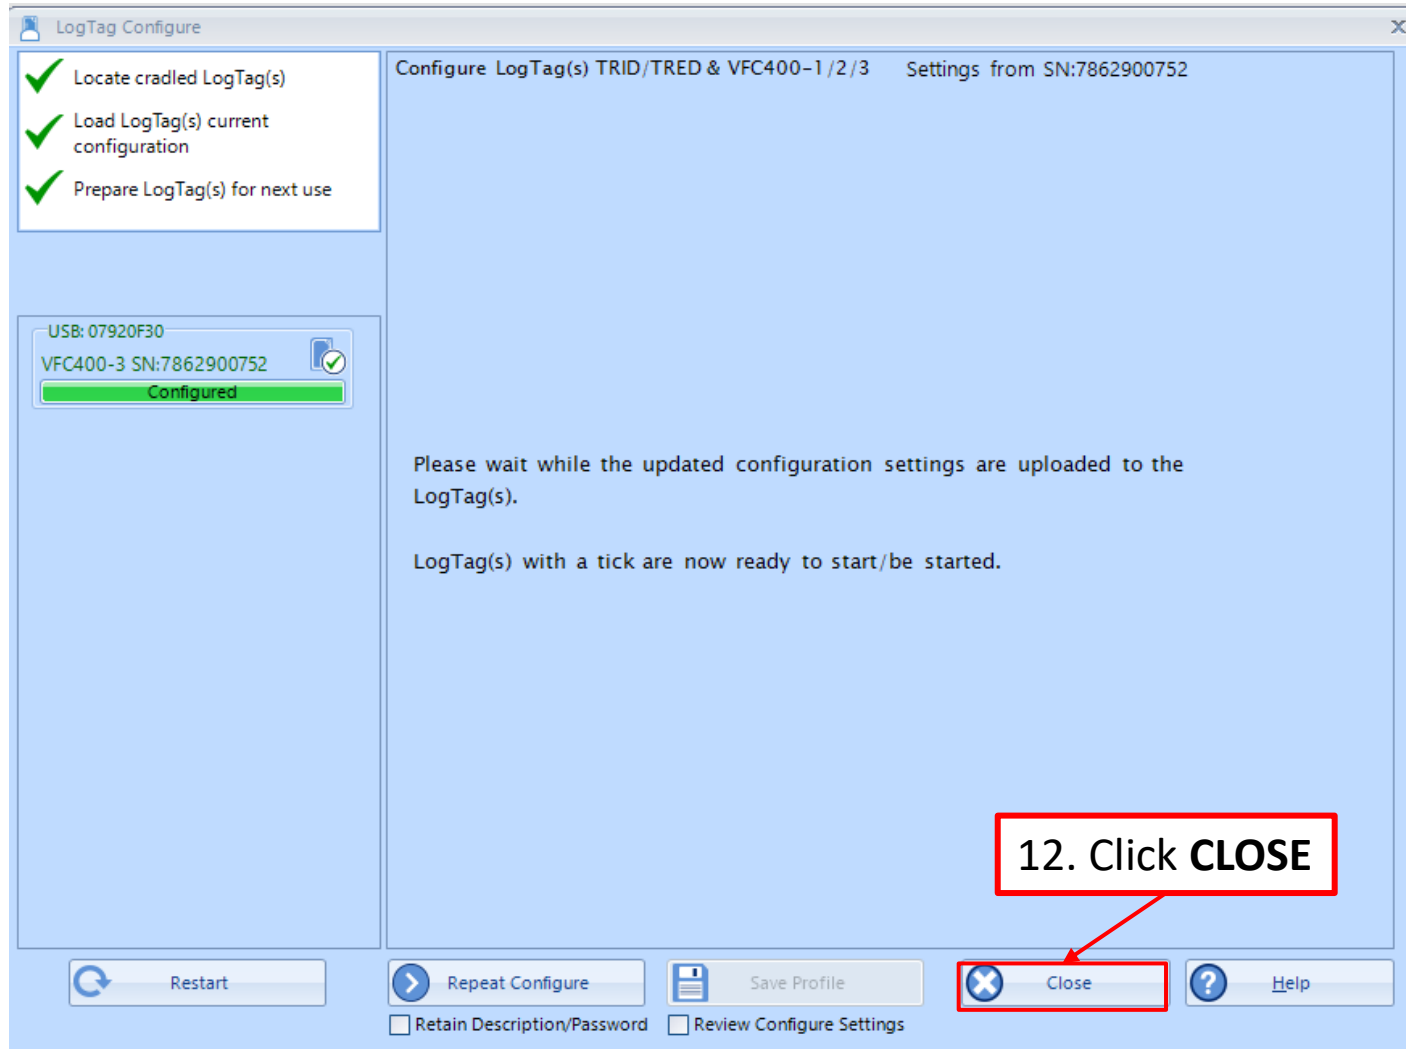 LogTag Configure
Locate cradled LogTag(s)
Load LogTag(s) current
configuration
Prepare LogTag(s) for next use
Configure LogTag(s) TRID/TRED & VFC400-1/2/3 Settings from SN:7862900752
USB: 07920F30
VFC400-3 SN:7862900752
Configured
Please wait while the updated configuration settings are uploaded to the
LogTag(s).
LogTag(s) with a tick are now ready to start/be started.
12. Click CLOSE
Restart
Repeat Configure
Save Profile
Close
Help
Retain Description/Password
Review Configure Settings